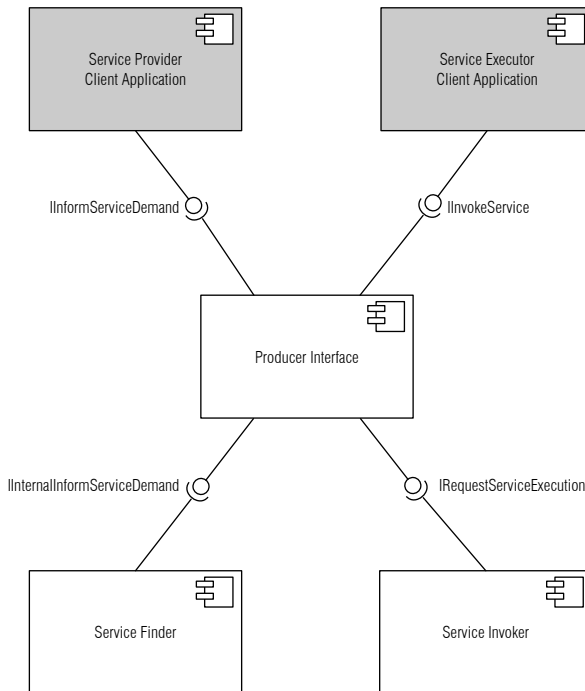 Service Provider
Client Application
Service Executor
Client Application
IInformServiceDemand
IInvokeService
Producer Interface
IInternalInformServiceDemand
IRequestServiceExecution
Service Finder
Service Invoker